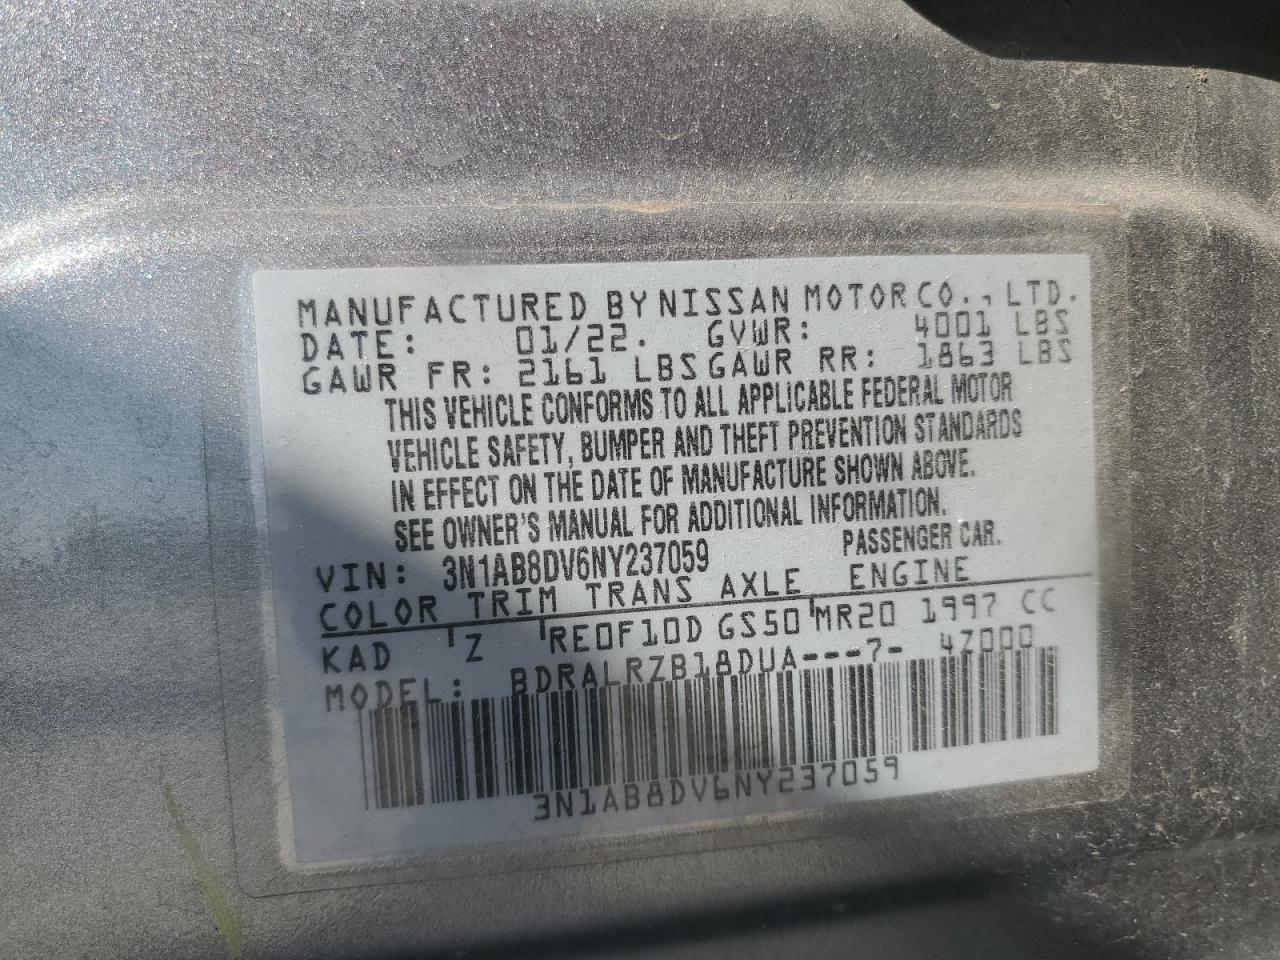 MANUFACTURED BY NISSAN MOTOR CO., LTD.
DATE: 01/22. GVWR: 4001 LBS
GAWR FR: 2161 LBS GAWR RR: 1863 LBS
THIS VEHICLE CONFORMS TO ALL APPLICABLE FEDERAL MOTOR
VEHICLE SAFETY, BUMPER AND THEFT PREVENTION STANDARDS
IN EFFECT ON THE DATE OF MANUFACTURE SHOWN ABOVE.
SEE OWNER'S MANUAL FOR ADDITIONAL INFORMATION.
VIN: 3N1AB8DV6NY237059 PASSENGER CAR.
COLOR TRIM TRANS AXLE ENGINE
KAD Z RE0F10D GS50 MR20 1997 CC
MODEL: BDRALRZB18DUA---7- 4Z000
3N1AB8DV6NY237059